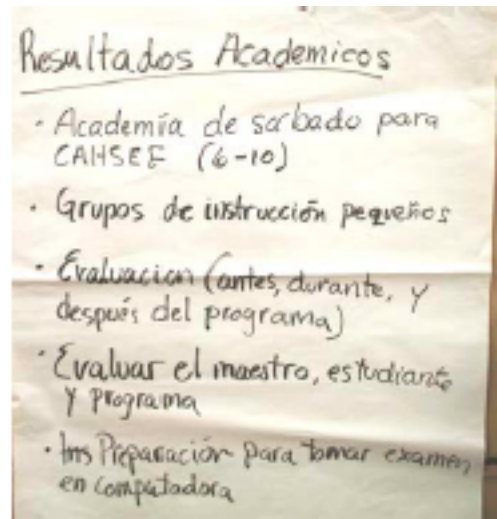 Resultados Academicos
· Academía de sabado para
CAHSEE (6-10)
· Grupos de instrucción pequeños
· Evaluacion (antes, durante, y
después del programa)
· Evaluar el maestro, estudiante
y programa
· Preparación para tomar examen
en computadora